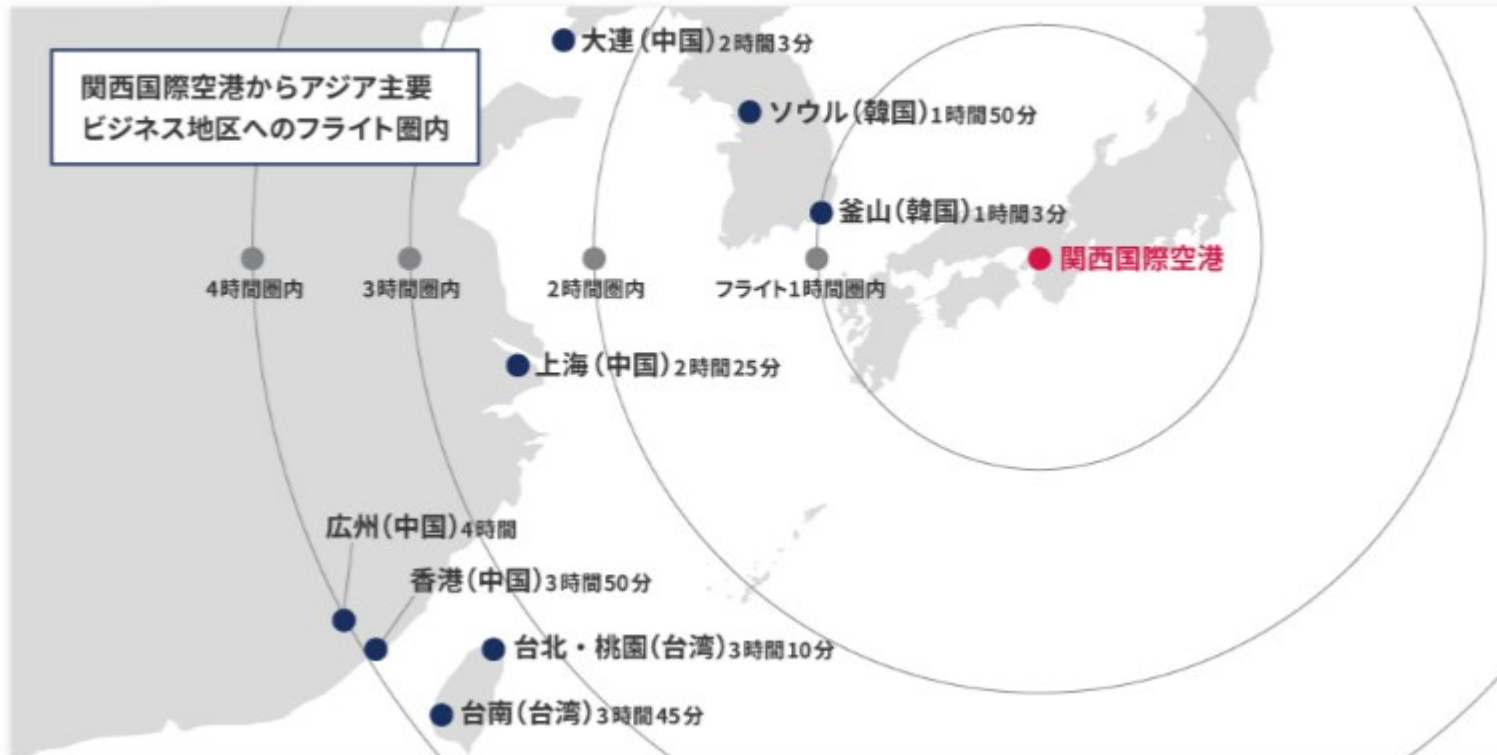 関西国際空港からアジア主要
ビジネス地区へのフライト圏内
大連(中国)2時間3分
ソウル(韓国)1時間50分
釜山(韓国)1時間3分
関西国際空港
4時間圏内
3時間圏内
2時間圏内
フライト1時間圏内
上海(中国)2時間25分
広州(中国)4時間
香港(中国)3時間50分
台北・桃園(台湾)3時間10分
台南(台湾)3時間45分